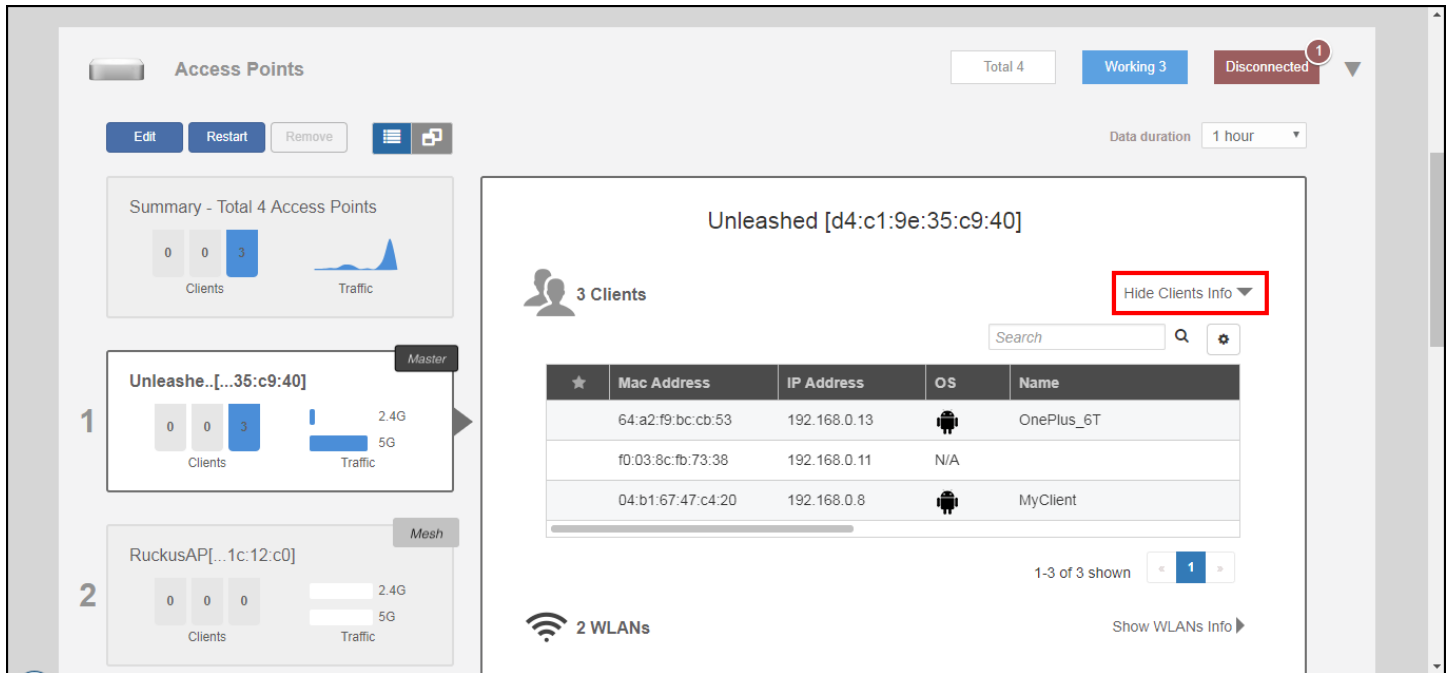 Access Points
Total 4
Working 3
Disconnected
1
Edit
Restart
Remove
Data duration
1 hour
Summary - Total 4 Access Points
0 0 3
Clients
Traffic
Master
1
Unleashe..[...35:c9:40]
0 0 3
2.4G
5G
Clients
Traffic
Mesh
2
RuckusAP[...1c:12:c0]
0 0 0
2.4G
5G
Clients
Traffic
Unleashed [d4:c1:9e:35:c9:40]
3 Clients
Hide Clients Info
Search
Mac Address IP Address OS Name
64:a2:f9:bc:cb:53 192.168.0.13 OnePlus_6T
f0:03:8c:fb:73:38 192.168.0.11 N/A
04:b1:67:47:c4:20 192.168.0.8 MyClient
1-3 of 3 shown « 1 »
2 WLANs
Show WLANs Info